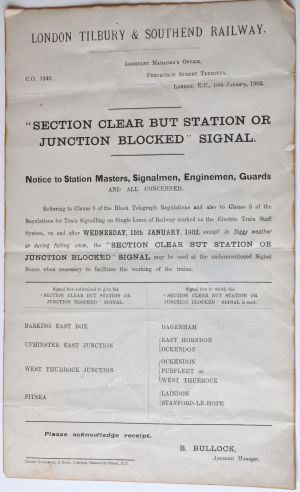 LONDON TILBURY & SOUTHEND RAILWAY.
ASSISTANT MANAGER'S OFFICE,
C.O. 1345.
FENCHURCH STREET TERMINUS,
LONDON, E.C., 10th January, 1902.
"SECTION CLEAR BUT STATION OR
JUNCTION BLOCKED" SIGNAL.
Notice to Station Masters, Signalmen, Enginemen, Guards
AND ALL CONCERNED.
Referring to Clause 5 of the Block Telegraph Regulations and also to Clause 5 of the
Regulations for Train Signalling on Single Lines of Railway worked on the Electric Train Staff
System, on and after WEDNESDAY, 15th JANUARY, 1902, except in foggy weather
or during falling snow, the "SECTION CLEAR BUT STATION OR
JUNCTION BLOCKED" SIGNAL may be used at the undermentioned Signal
Boxes when necessary to facilitate the working of the trains.
Signal box authorised to give the
"SECTION CLEAR BUT STATION OR
JUNCTION BLOCKED" SIGNAL.
Signal box to which the
"SECTION CLEAR BUT STATION OR
JUNCTION BLOCKED" SIGNAL is sent.
BARKING EAST BOX
DAGENHAM
UPMINSTER EAST JUNCTION
EAST HORNDON
OCKENDON
WEST THURROCK JUNCTION
OCKENDON
PURFLEET or
WEST THURROCK
PITSEA
LAINDON
STANFORD-LE-HOPE
Please acknowledge receipt.
B. BULLOCK,
Assistant Manager.
& Sons, Printers,